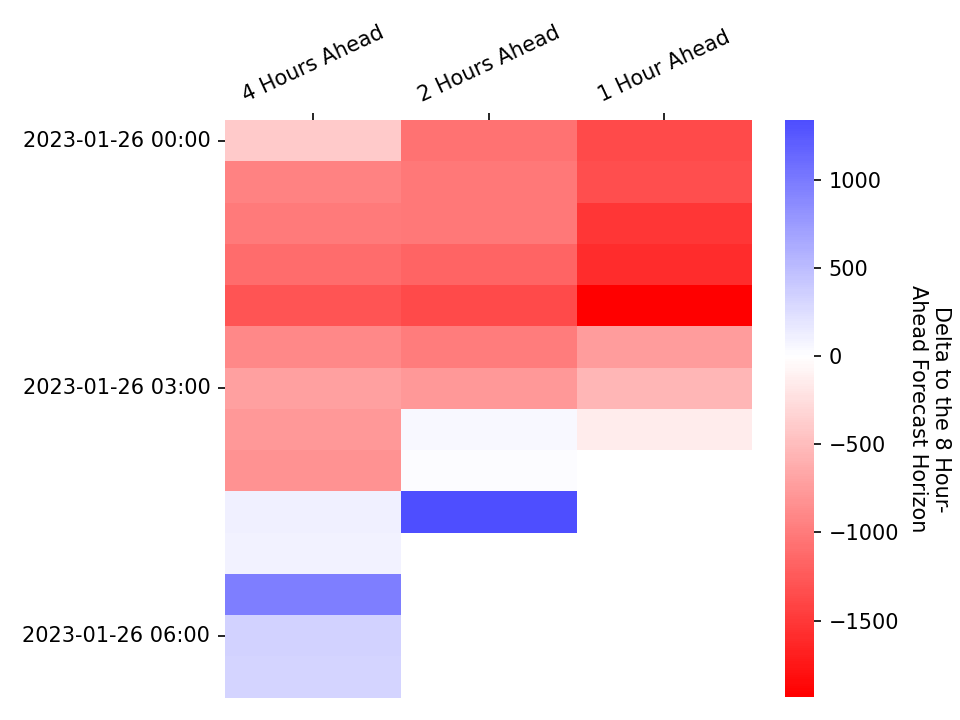 4 Hours Ahead
2 Hours Ahead
1 Hour Ahead
2023-01-26 00:00
2023-01-26 03:00
2023-01-26 06:00
1000
500
0
−500
−1000
−1500
Delta to the 8 Hour-
Ahead Forecast Horizon